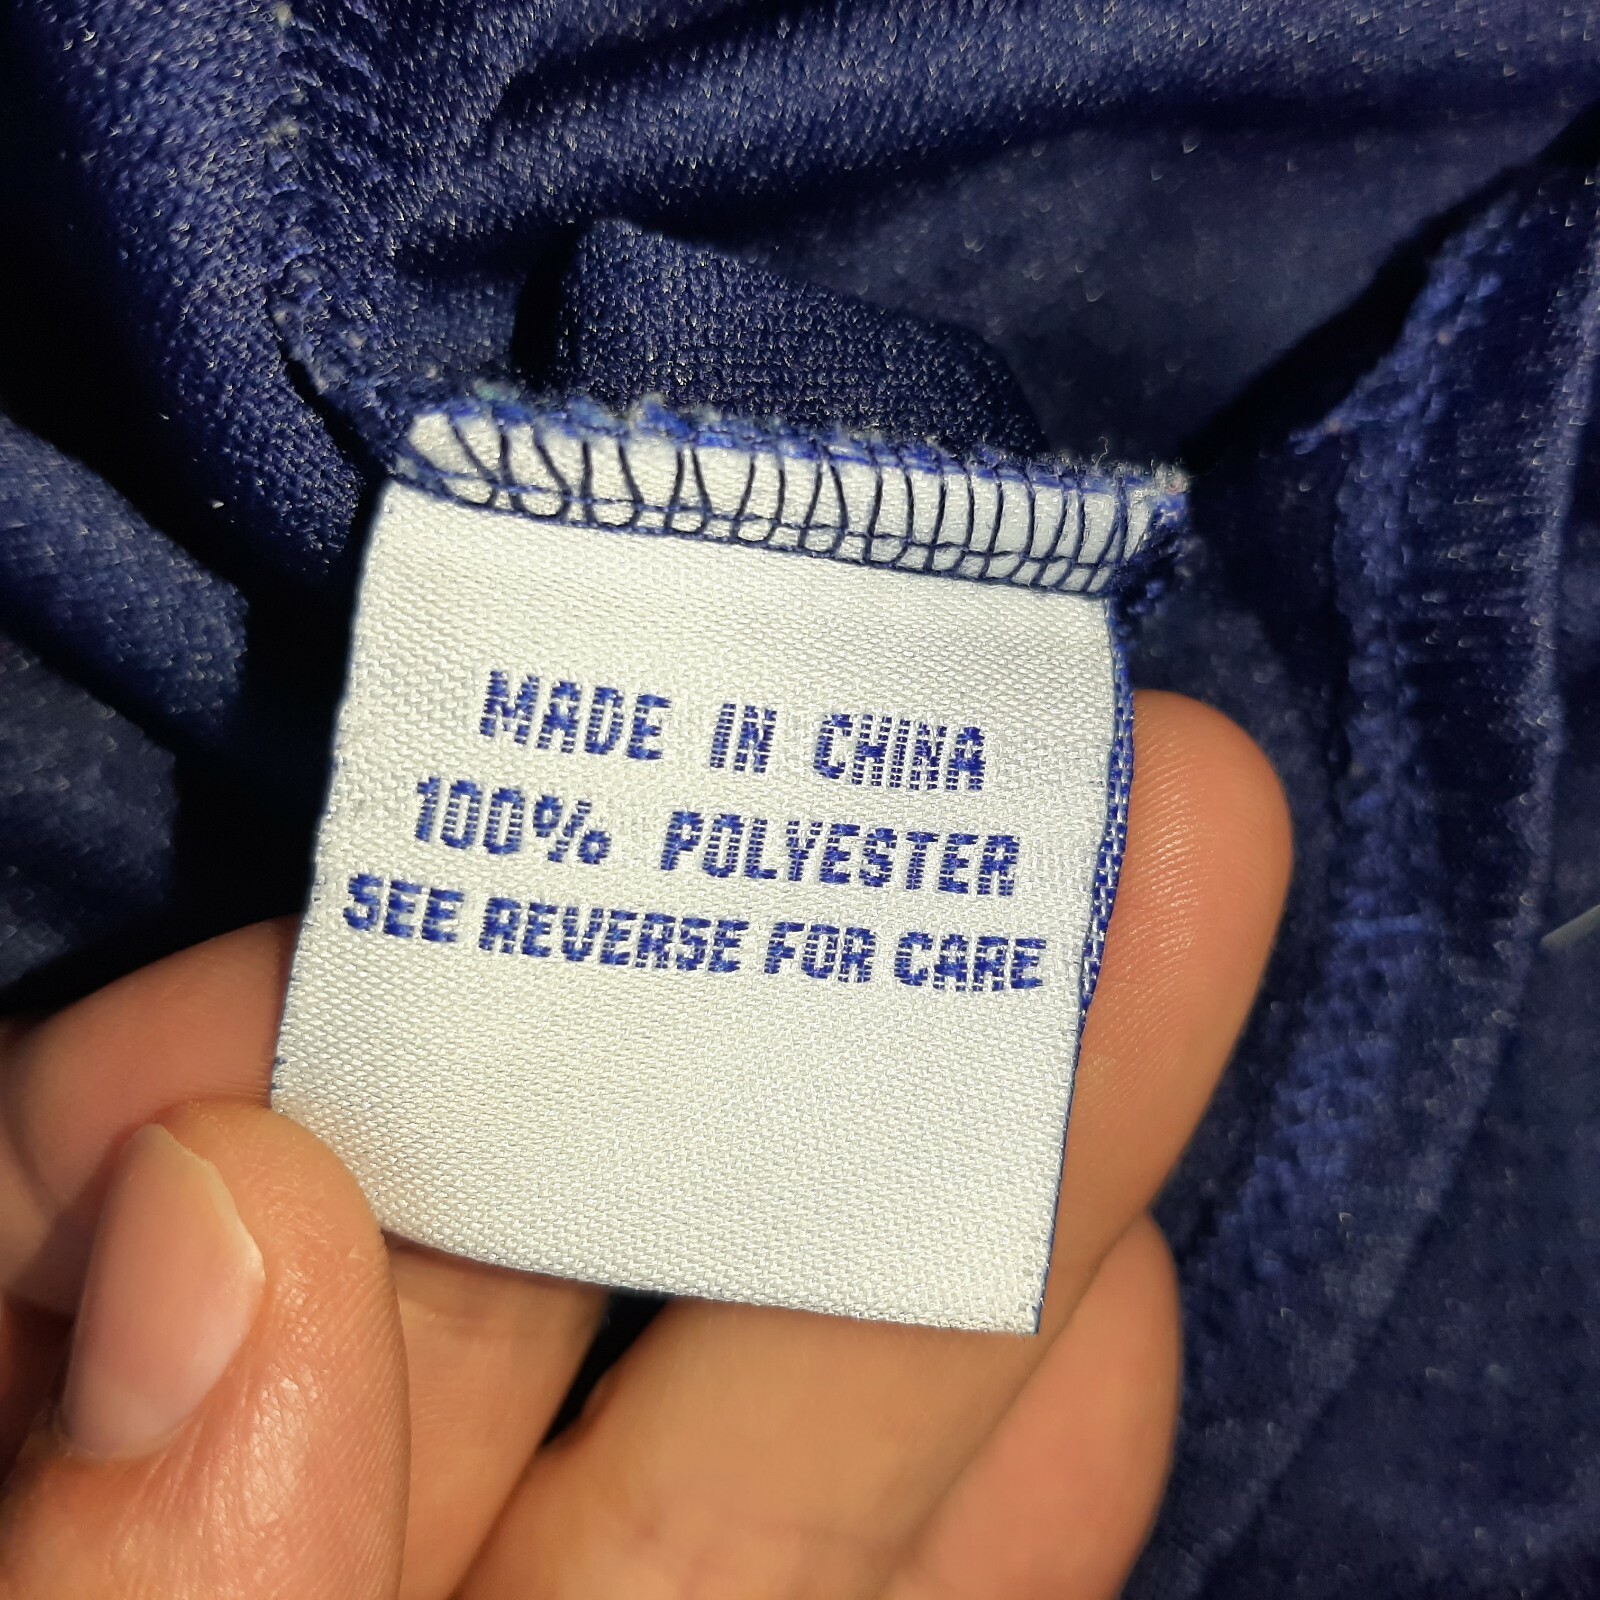 MADE IN CHINA
100% POLYESTER
SEE REVERSE FOR CARE